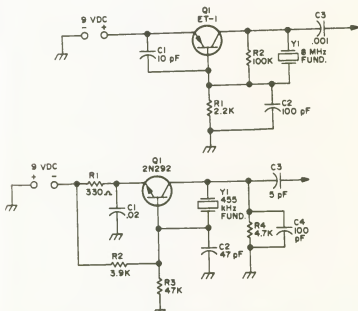 Q1
ET-1
9 VDC
- +
C1
10 pF
R2
100K
Y1
8 MHz
FUND.
C3
.001
R1
2.2K
C2
100 pF
9 VDC
+ -
R1
330Ω
C1
.02
Q1
2N292
Y1
455
kHz
FUND.
C3
5 pF
R2
3.9K
C2
47 pF
R4
4.7K
C4
100
pF
R3
47K